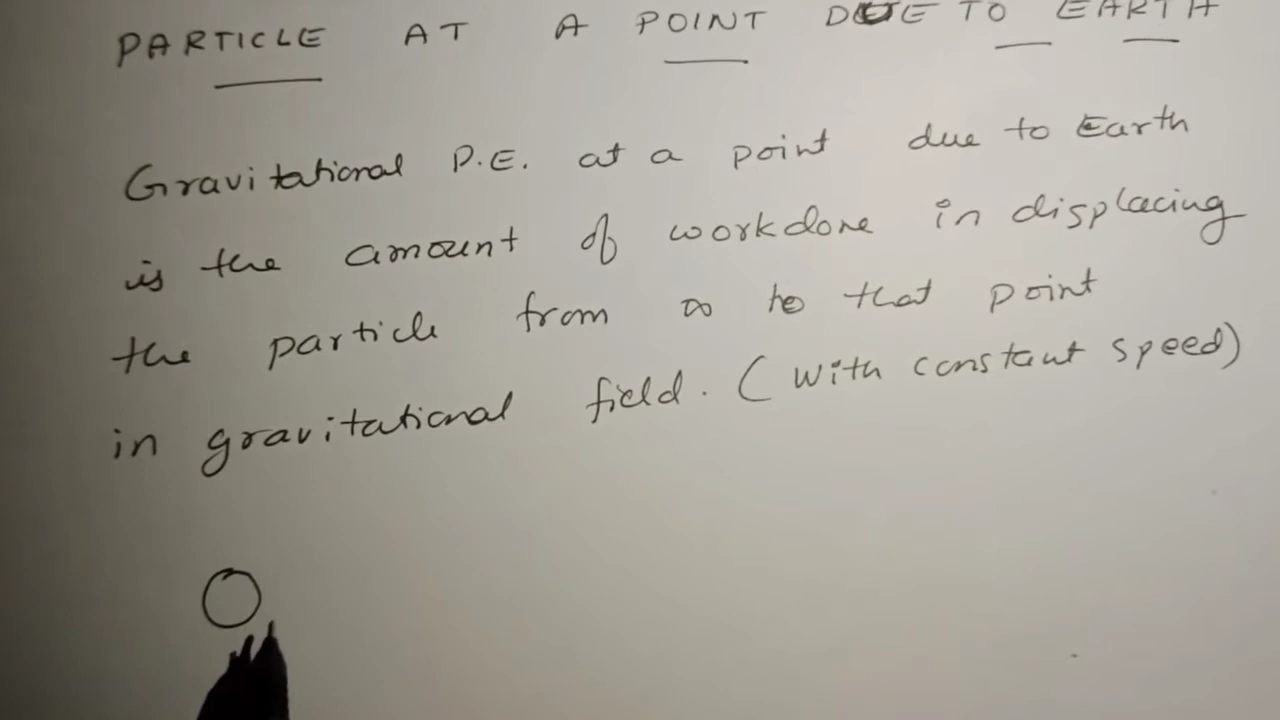 PARTICLE AT A POINT DUE TO EARTH
Gravitational P.E. at a point due to Earth
is the amount of workdone in displacing
the particle from ∞ to that point
in gravitational field. (with constant speed)